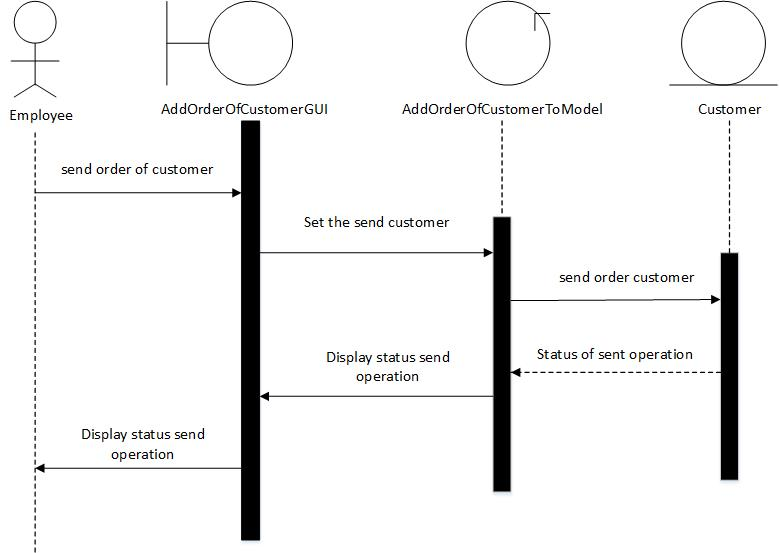 Employee
AddOrderOfCustomerGUI
AddOrderOfCustomerToModel
Customer
send order of customer
Set the send customer
send order customer
Status of sent operation
Display status send
operation
Display status send
operation